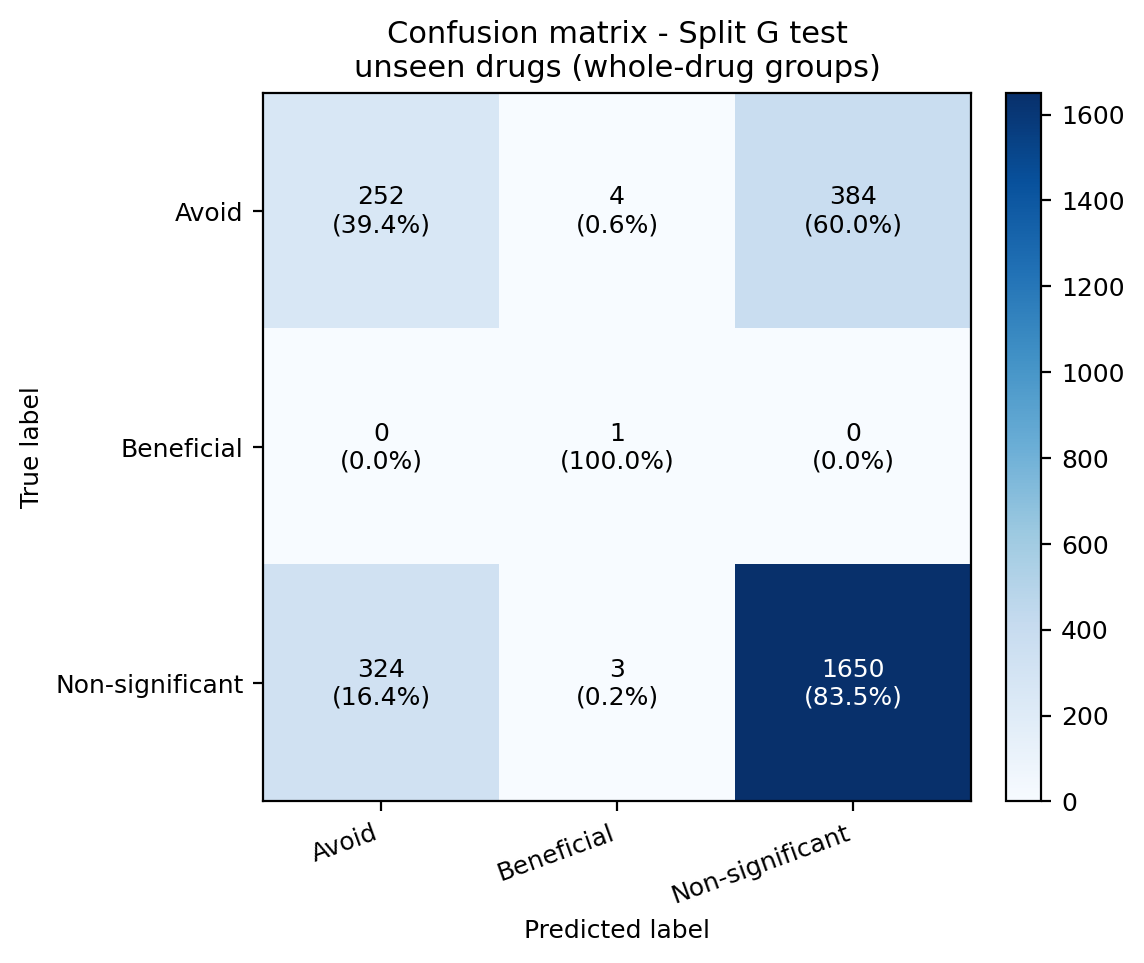 Confusion matrix - Split G test
unseen drugs (whole-drug groups)
252
(39.4%)
4
(0.6%)
384
(60.0%)
0
(0.0%)
1
(100.0%)
0
(0.0%)
324
(16.4%)
3
(0.2%)
1650
(83.5%)
True label
Avoid
Beneficial
Non-significant
Avoid
Beneficial
Non-significant
Predicted label
1600
1400
1200
1000
800
600
400
200
0